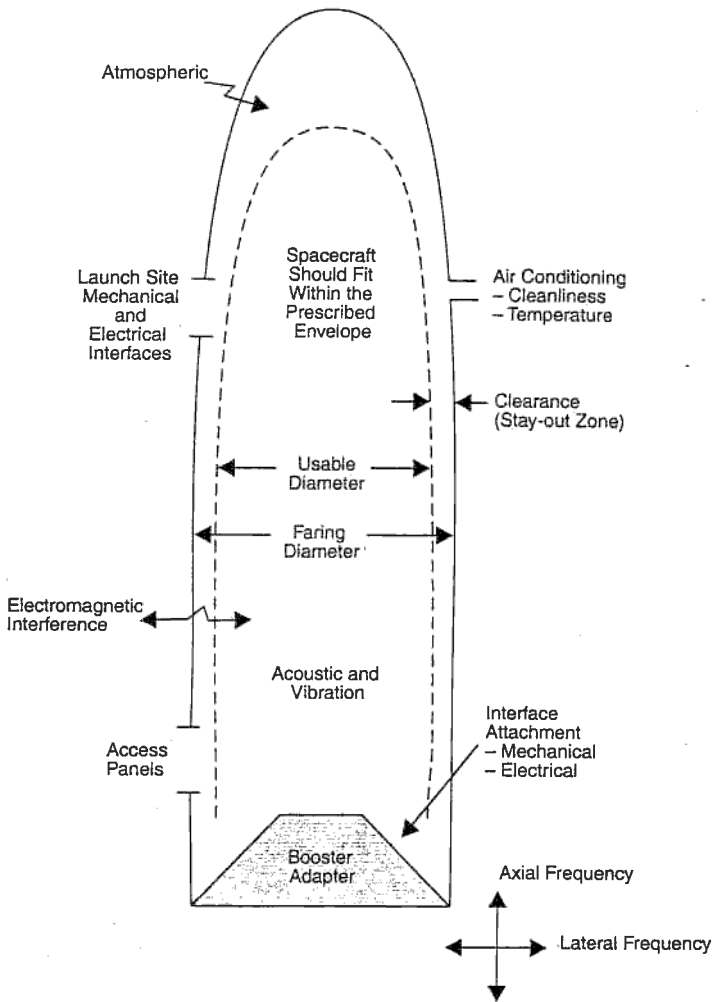 Atmospheric
Spacecraft
Should Fit
Within the
Prescribed
Envelope
Launch Site
Mechanical
and
Electrical
Interfaces
Air Conditioning
– Cleanliness
– Temperature
Clearance
(Stay-out Zone)
Usable
Diameter
Faring
Diameter
Electromagnetic
Interference
Acoustic and
Vibration
Interface
Attachment
– Mechanical
– Electrical
Access
Panels
Booster
Adapter
Axial Frequency
Lateral Frequency